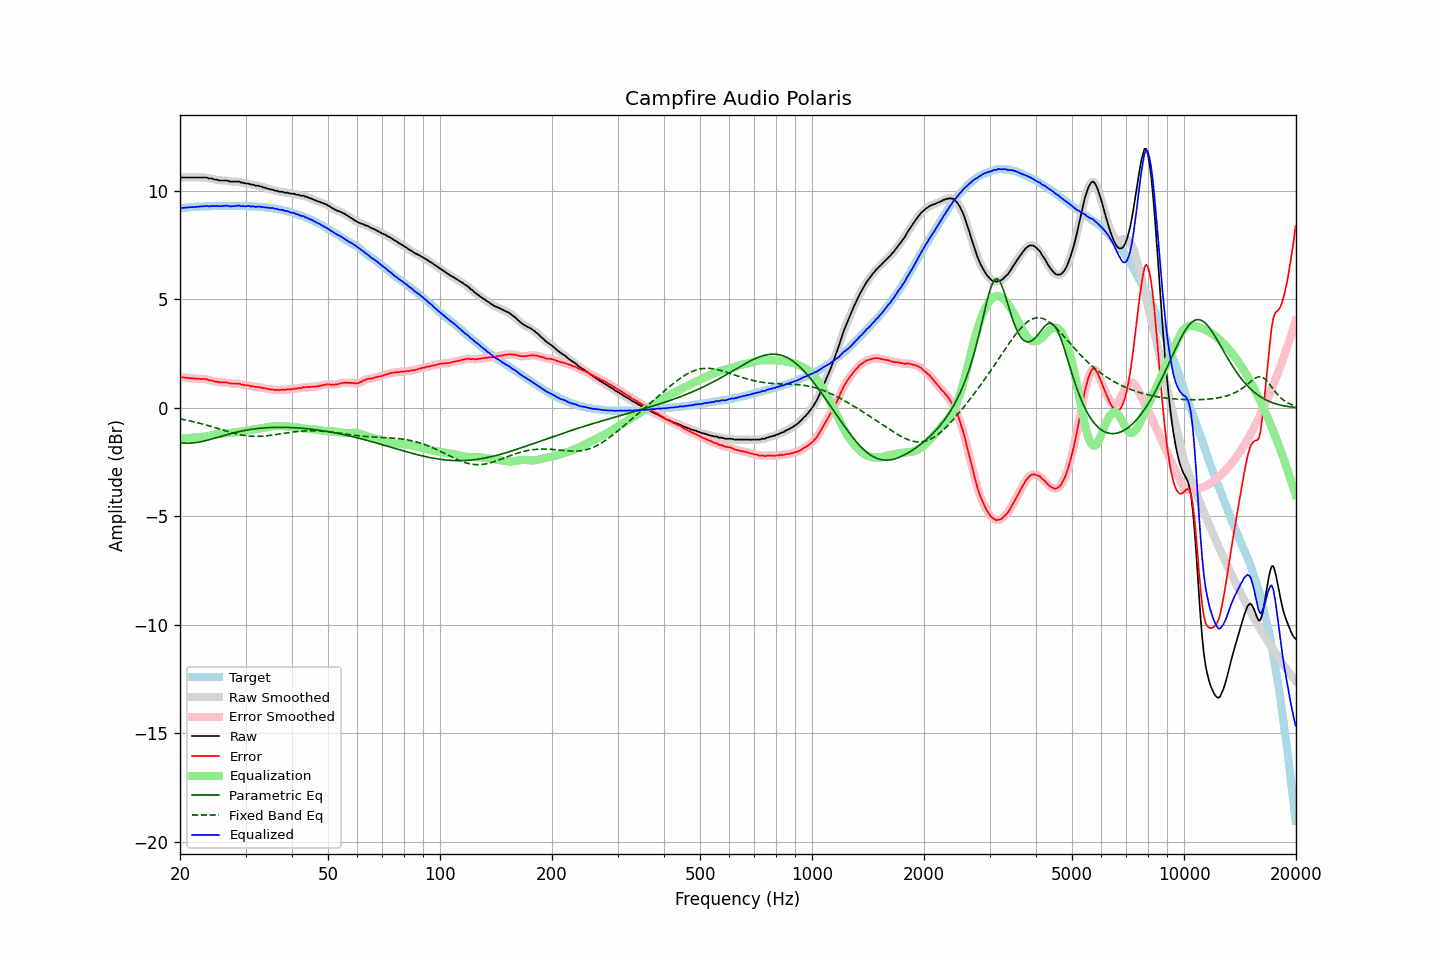 Campfire Audio Polaris
10
5
0
−5
−10
−15
−20
Amplitude (dBr)
Target
Raw Smoothed
Error Smoothed
Raw
Error
Equalization
Parametric Eq
Fixed Band Eq
Equalized
20 50 100 200 500 1000 2000 5000 10000 20000
Frequency (Hz)